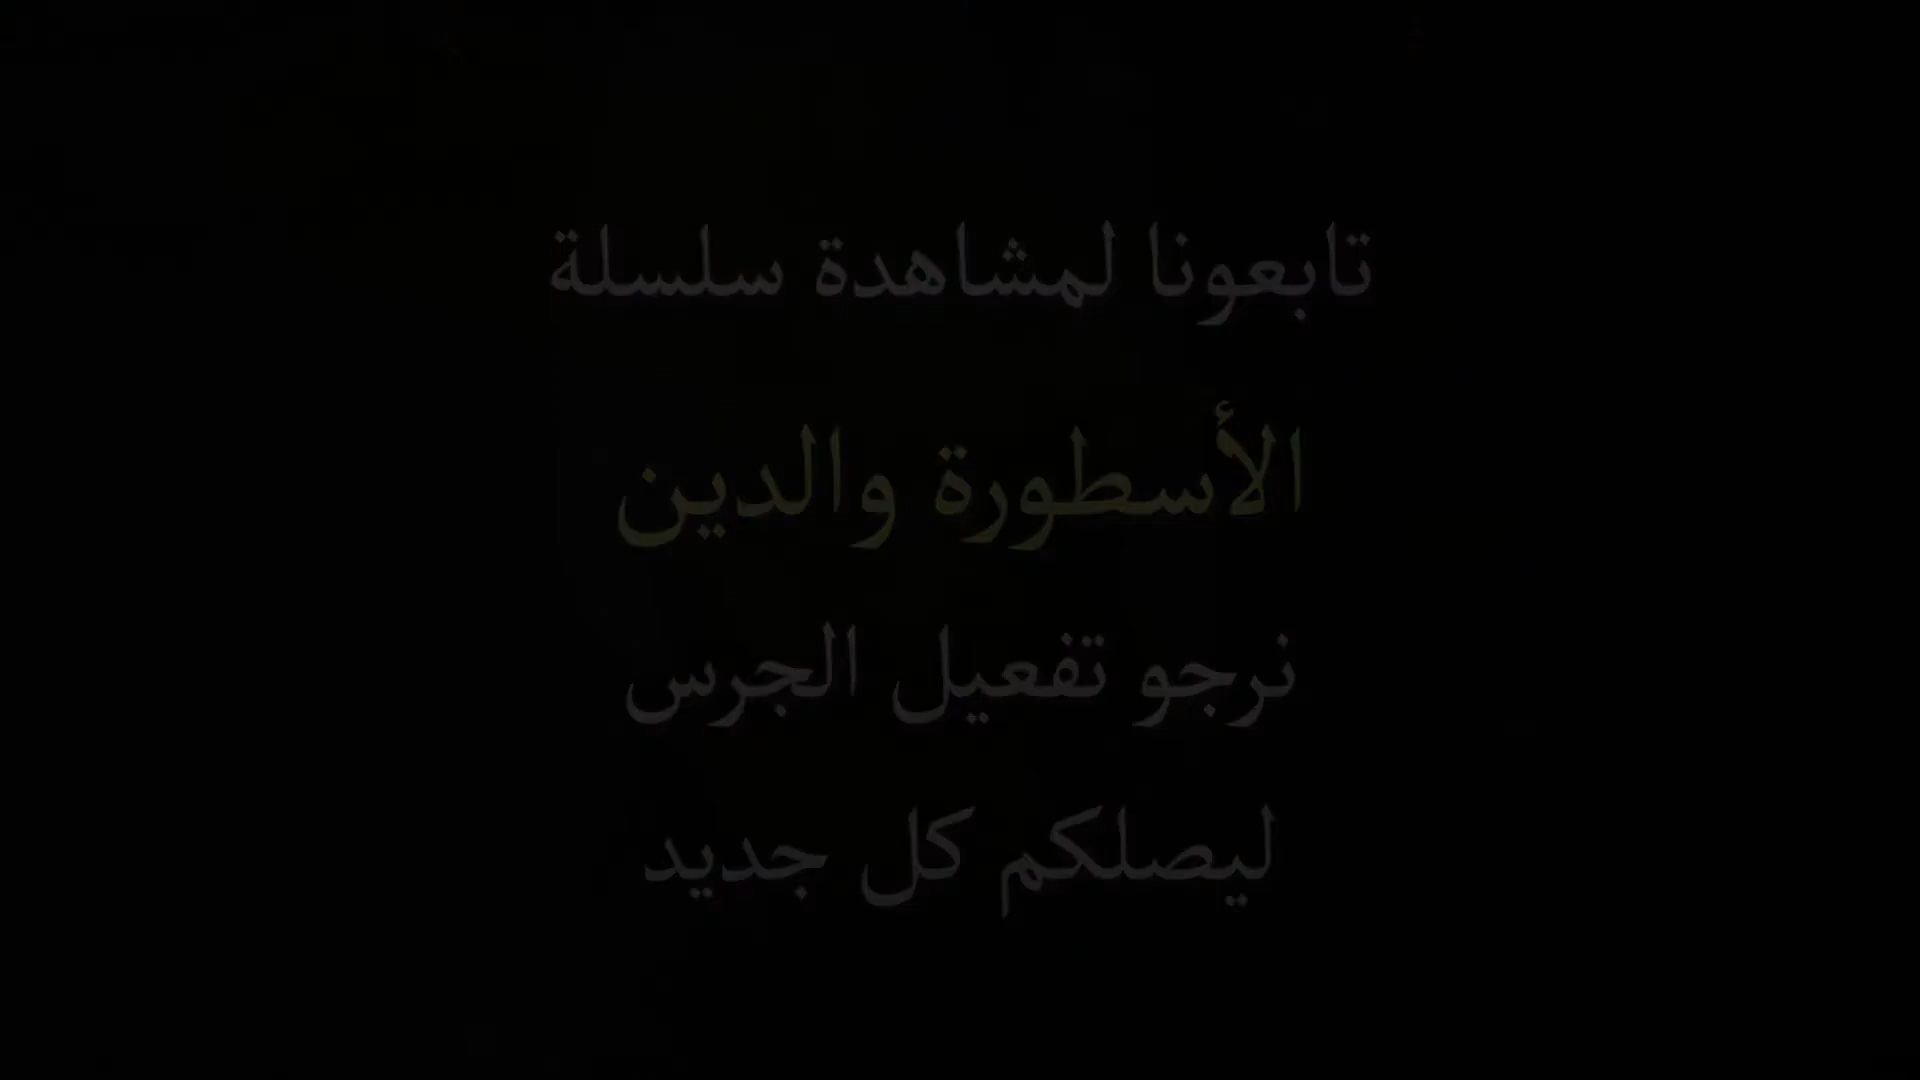 تابعونا لمشاهدة سلسلة
الأسطورة والدين
نرجو تفعيل الجرس
ليصلكم كل جديد